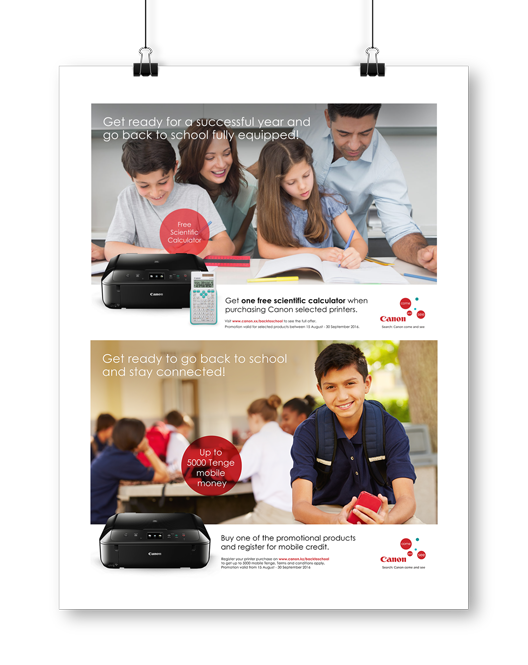 Get ready for a successful year and
go back to school fully equipped!
Free
Scientific
Calculator
Canon
Get one free scientific calculator when
purchasing Canon selected printers.
Visit www.canon.co/backtoschool to see the full offer.
Promotion valid for selected products between 15 August - 30 September 2016.
come
and
see
Canon
Search: Canon come and see
Get ready to go back to school
and stay connected!
Up to
5000 Tenge
mobile
money
Canon
Buy one of the promotional products
and register for mobile credit.
Register your printer purchase on www.canon.kz/backtoschool
to get up to 5000 mobile Tenge. Terms and conditions apply.
Promotion valid from 15 August - 30 September 2016
come
and
see
Canon
Search: Canon come and see